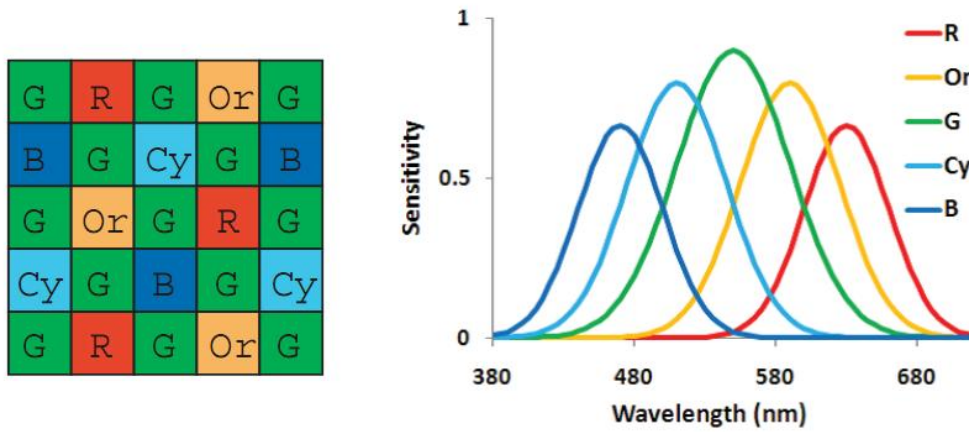 G R G Or G
B G Cy G B
G Or G R G
Cy G B G Cy
G R G Or G
1
0.5
0
Sensitivity
380 480 580 680
Wavelength (nm)
R
Or
G
Cy
B